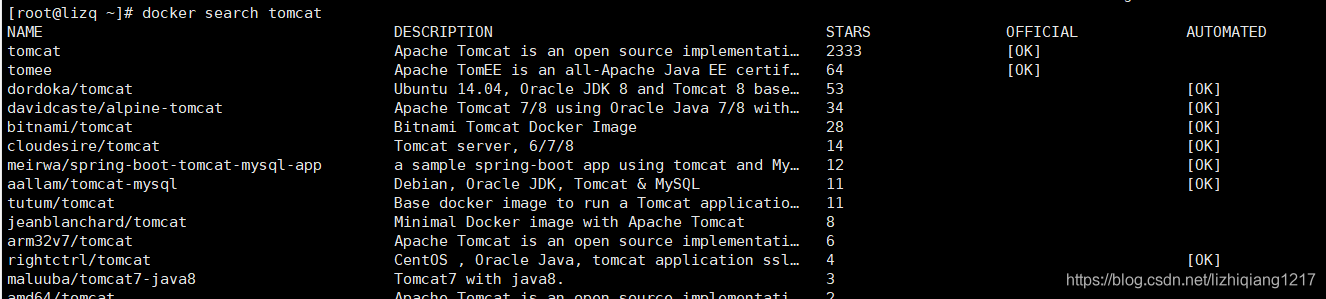 [root@lizq ~]# docker search tomcat
NAME DESCRIPTION STARS OFFICIAL AUTOMATED
tomcat Apache Tomcat is an open source implementati… 2333 [OK]
tomee Apache TomEE is an all-Apache Java EE certif… 64 [OK]
dordoka/tomcat Ubuntu 14.04, Oracle JDK 8 and Tomcat 8 base… 53 [OK]
davidcaste/alpine-tomcat Apache Tomcat 7/8 using Oracle Java 7/8 with… 34 [OK]
bitnami/tomcat Bitnami Tomcat Docker Image 28 [OK]
cloudesire/tomcat Tomcat server, 6/7/8 14 [OK]
meirwa/spring-boot-tomcat-mysql-app a sample spring-boot app using tomcat and My… 12 [OK]
aallam/tomcat-mysql Debian, Oracle JDK, Tomcat & MySQL 11 [OK]
tutum/tomcat Base docker image to run a Tomcat applicatio… 11
jeanblanchard/tomcat Minimal Docker image with Apache Tomcat 8
arm32v7/tomcat Apache Tomcat is an open source implementati… 6
rightctrl/tomcat CentOS , Oracle Java, tomcat application ssl… 4 [OK]
maluuba/tomcat7-java8 Tomcat7 with java8. 3
amd64/tomcat Apache Tomcat is an open source implementati… 2
https://blog.csdn.net/lizhiqiang1217